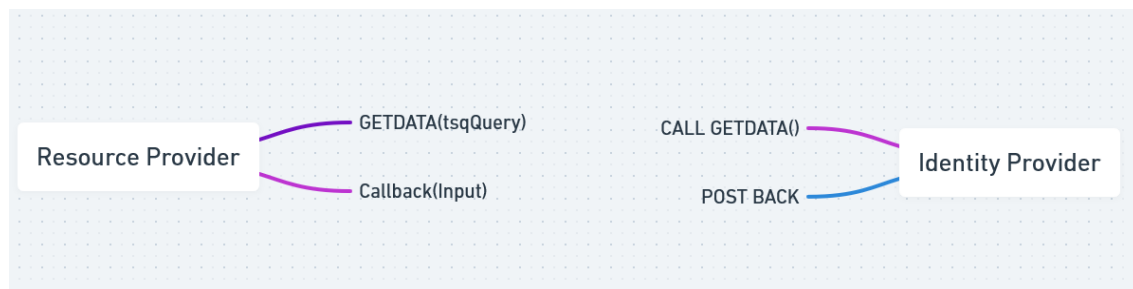 Resource Provider
GETDATA(tsqQuery)
Callback(Input)
CALL GETDATA()
POST BACK
Identity Provider